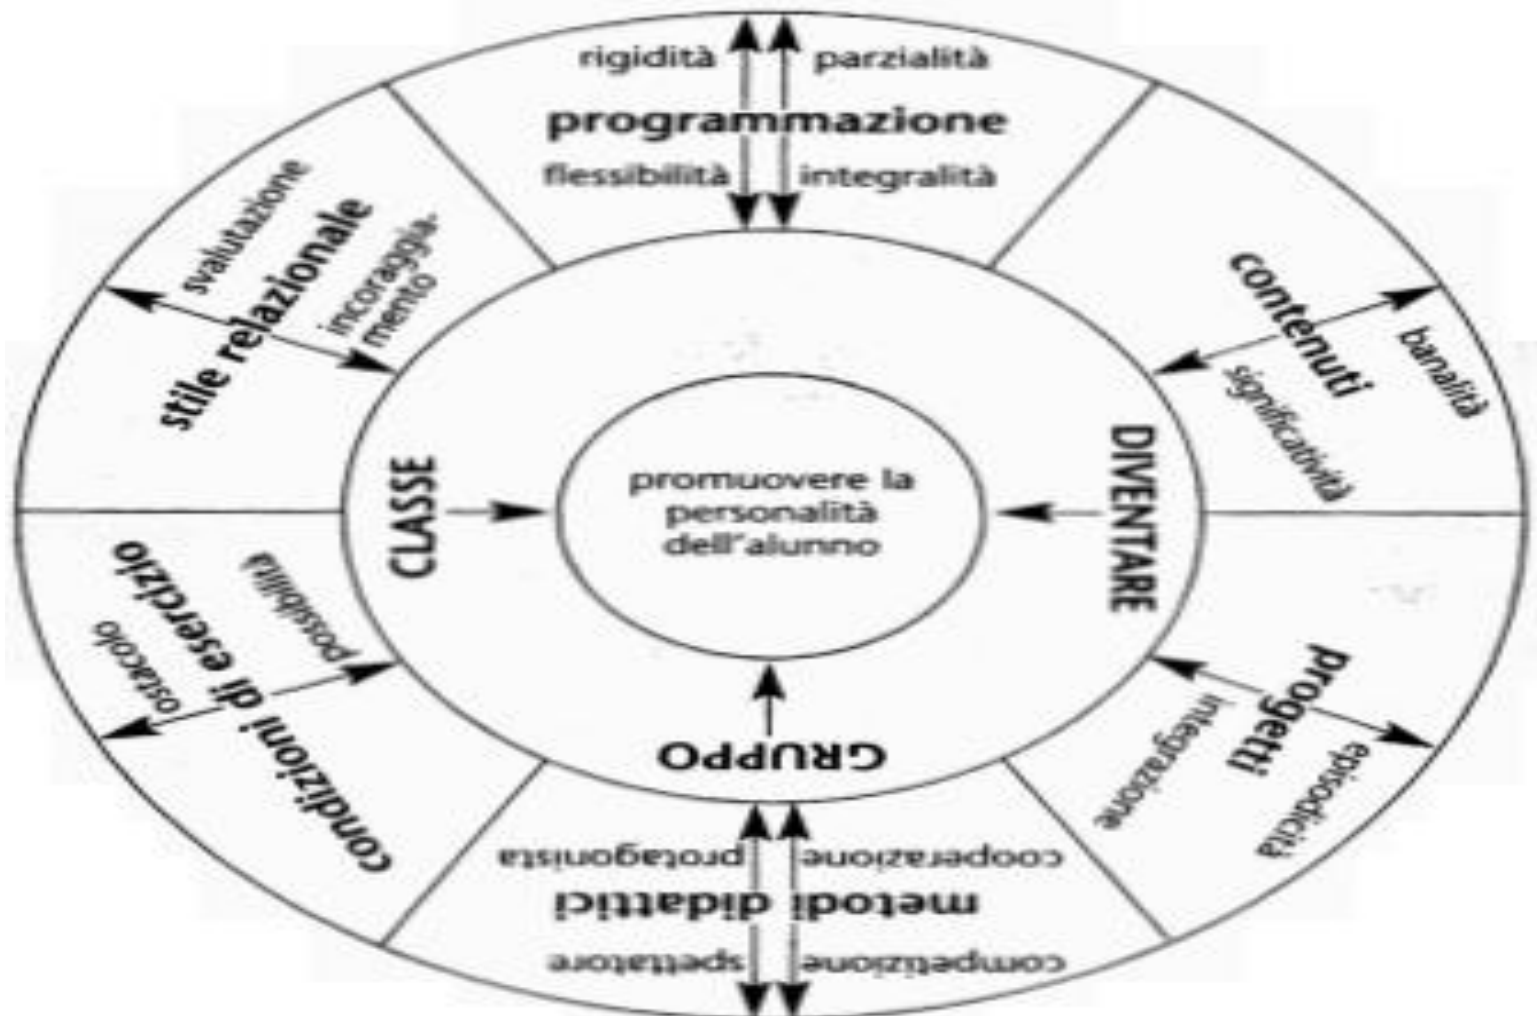 rigidità parzialità
programmazione
flessibilità integralità
contenuti
banalità
significatività
progetti
integrazione
episodicità
metodi didattici
cooperazione protagonista
competizione spettatore
condizioni di esercizio
possibilità
ostacolo
stile relazionale
svalutazione
incoraggia-
mento
DIVENTARE
GRUPPO
CLASSE
promuovere la
personalità
dell'alunno